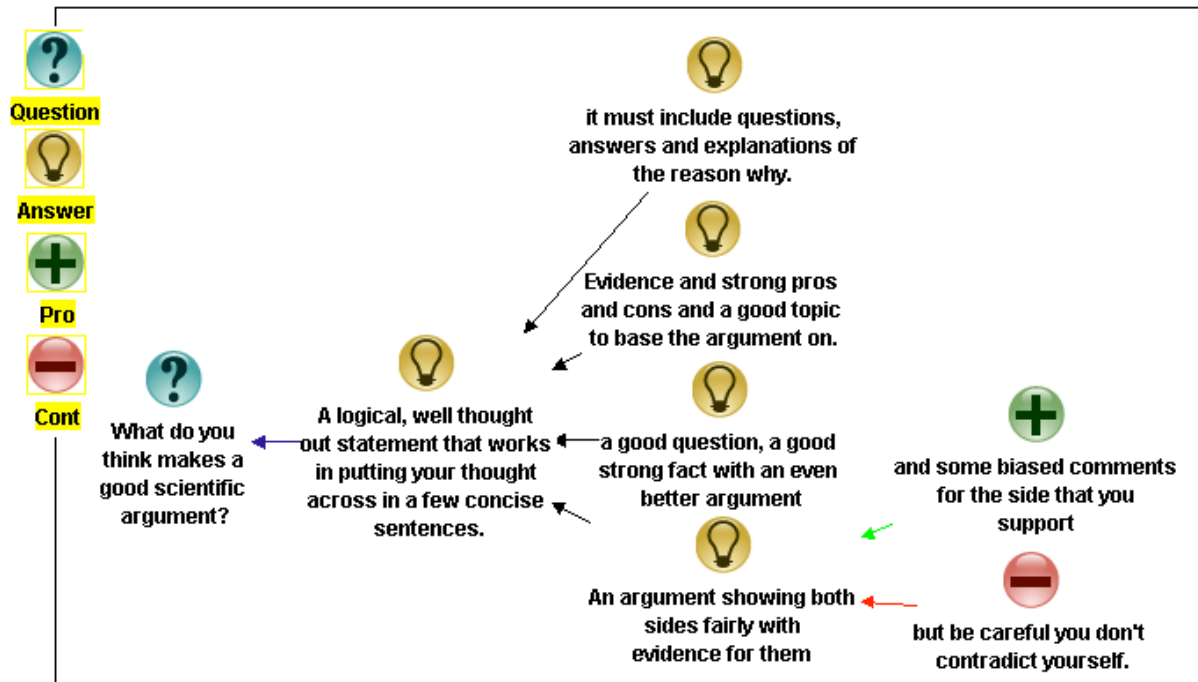 Question
Answer
Pro
Cont
What do you
think makes a
good scientific
argument?
A logical, well thought
out statement that works
in putting your thought
across in a few concise
sentences.
it must include questions,
answers and explanations of
the reason why.
Evidence and strong pros
and cons and a good topic
to base the argument on.
a good question, a good
strong fact with an even
better argument
An argument showing both
sides fairly with
evidence for them
and some biased comments
for the side that you
support
but be careful you don't
contradict yourself.